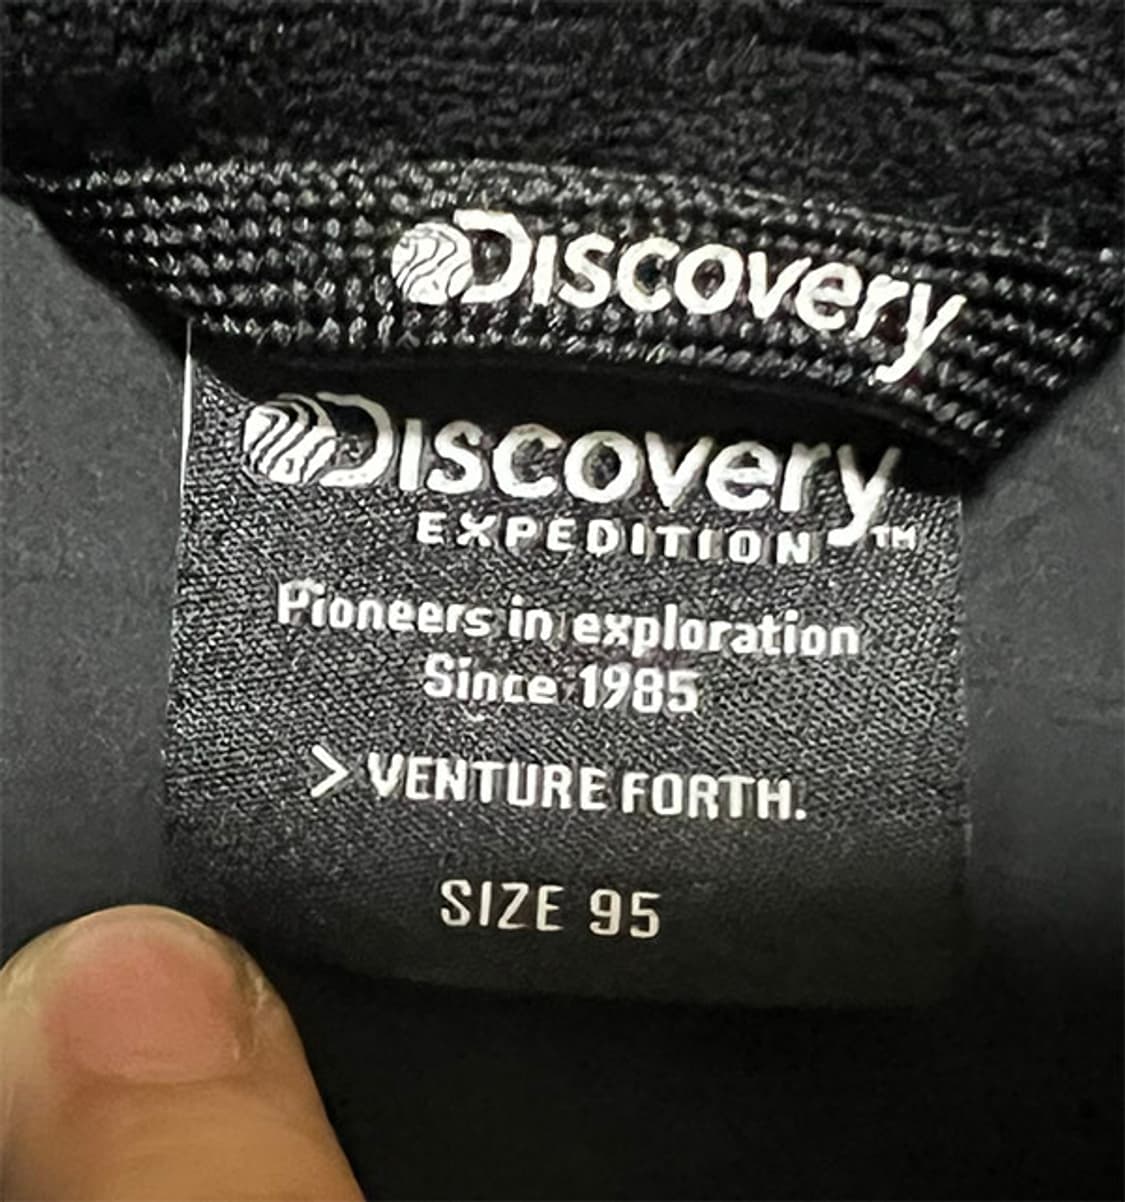 Discovery
Discovery
EXPEDITION™
Pioneers in exploration
Since 1985
> VENTURE FORTH.
SIZE 95